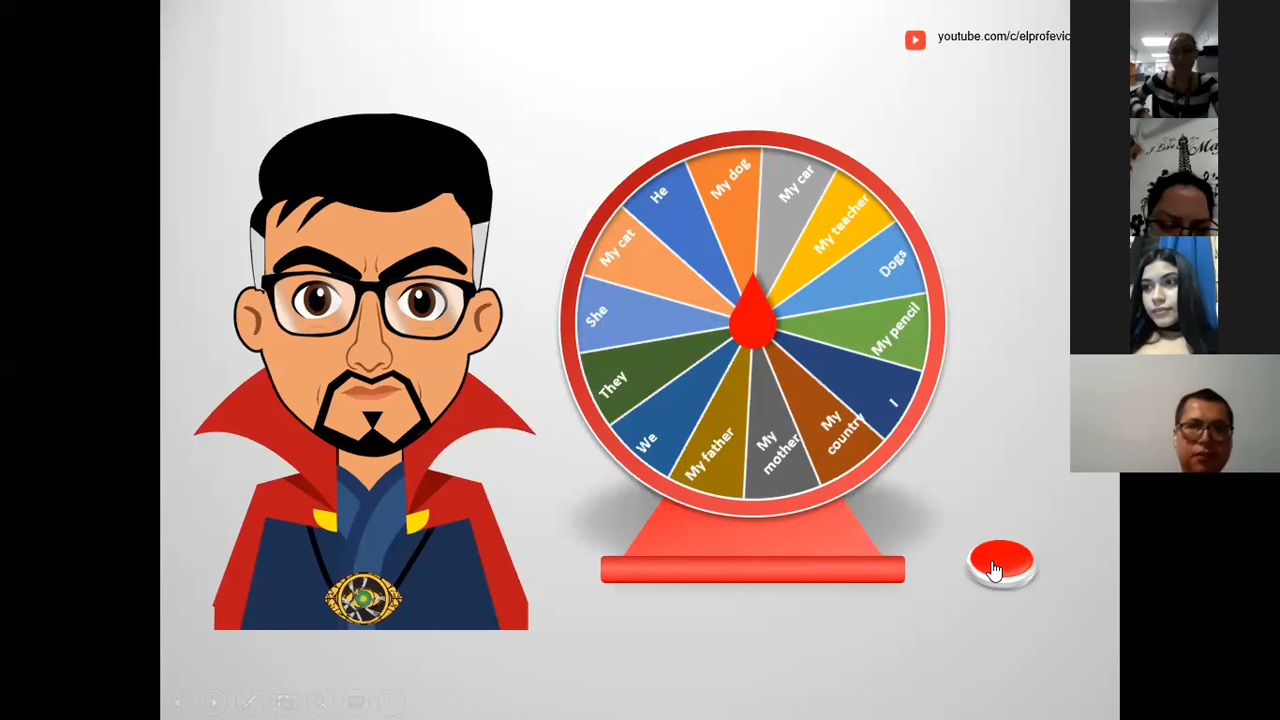 youtube.com/c/elprofevic
My dog
My car
My teacher
Dogs
My pencil
I
My
country
My
mother
My father
We
They
She
My cat
He